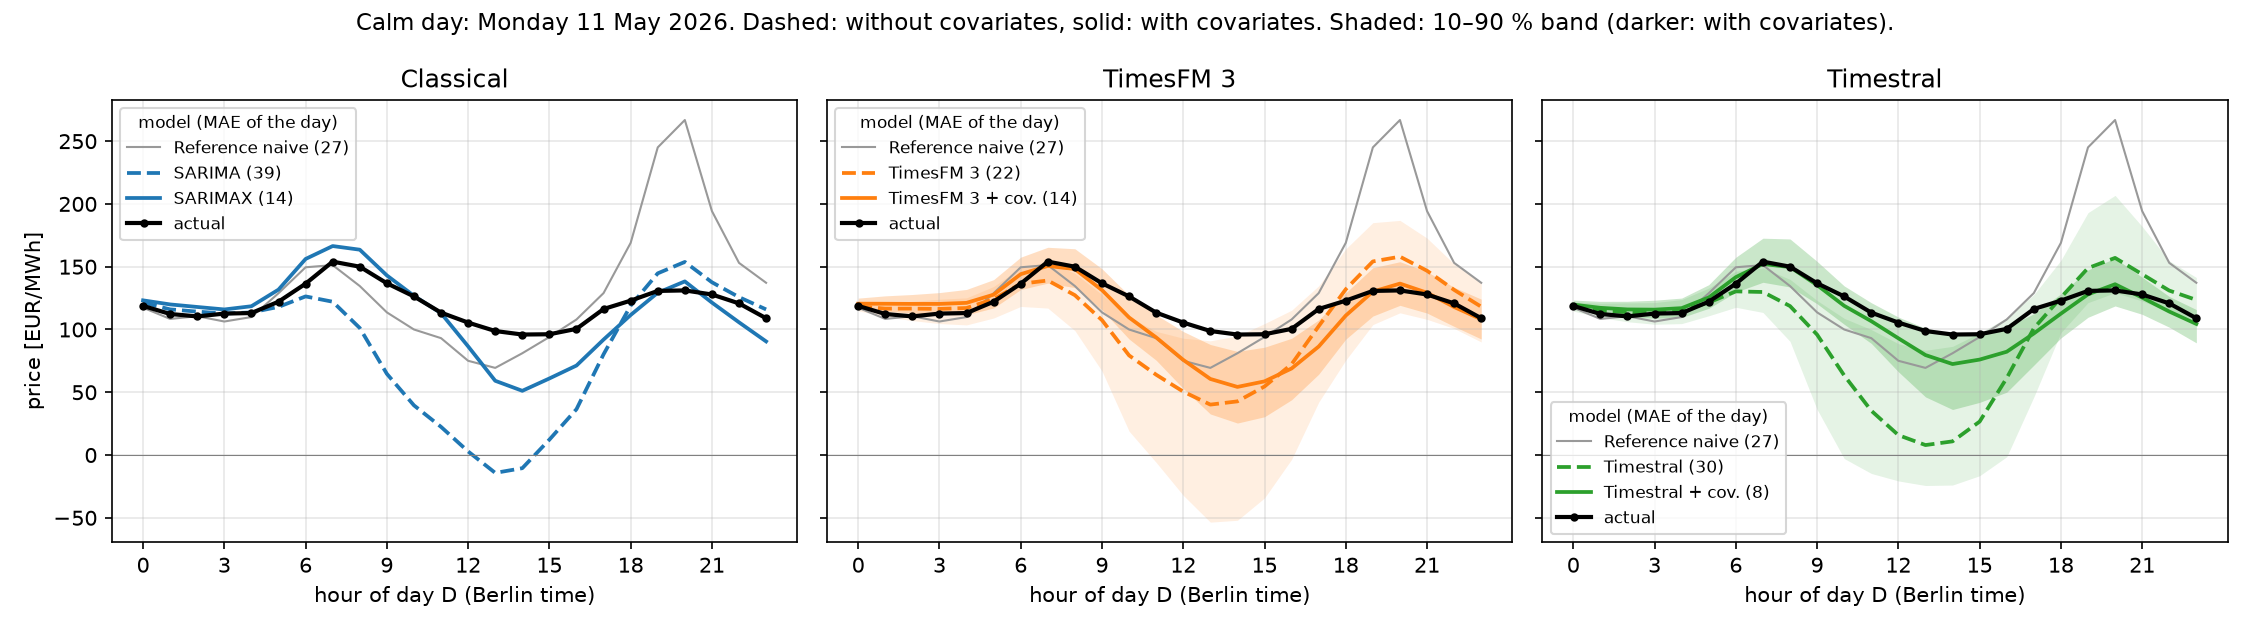 Calm day: Monday 11 May 2026. Dashed: without covariates, solid: with covariates. Shaded: 10–90 % band (darker: with covariates).
Classical
model (MAE of the day)
Reference naive (27)
SARIMA (39)
SARIMAX (14)
actual
price [EUR/MWh]
250
200
150
100
50
0
−50
0 3 6 9 12 15 18 21
hour of day D (Berlin time)
TimesFM 3
model (MAE of the day)
Reference naive (27)
TimesFM 3 (22)
TimesFM 3 + cov. (14)
actual
0 3 6 9 12 15 18 21
hour of day D (Berlin time)
Timestral
model (MAE of the day)
Reference naive (27)
Timestral (30)
Timestral + cov. (8)
actual
0 3 6 9 12 15 18 21
hour of day D (Berlin time)